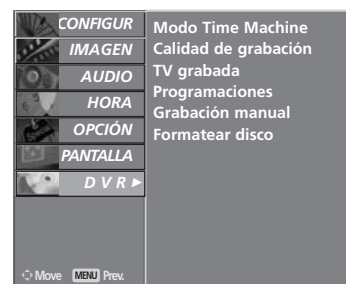 CONFIGUR
IMAGEN
AUDIO
HORA
OPCIÓN
PANTALLA
D V R ►
Modo Time Machine
Calidad de grabación
TV grabada
Programaciones
Grabación manual
Formatear disco
Move MENU Prev.